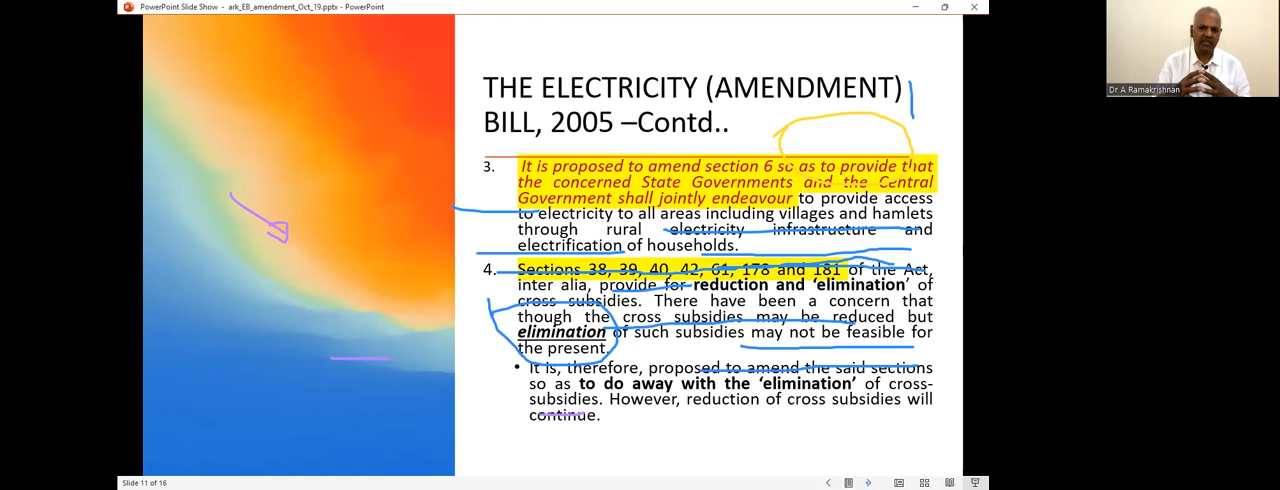 PowerPoint Slide Show - ark_EB_amendment_Oct_19.pptx - PowerPoint
THE ELECTRICITY (AMENDMENT)
BILL, 2005 –Contd..
3. It is proposed to amend section 6 so as to provide that
the concerned State Governments and the Central
Government shall jointly endeavour to provide access
to electricity to all areas including villages and hamlets
through rural electricity infrastructure and
electrification of households.
4. Sections 38, 39, 40, 42, 61, 178 and 181 of the Act,
inter alia, provide for reduction and ‘elimination’ of
cross subsidies. There have been a concern that
though the cross subsidies may be reduced but
elimination of such subsidies may not be feasible for
the present.
• It is, therefore, proposed to amend the said sections
so as to do away with the ‘elimination’ of cross-
subsidies. However, reduction of cross subsidies will
continue.
Dr A Ramakrishnan
Slide 11 of 16